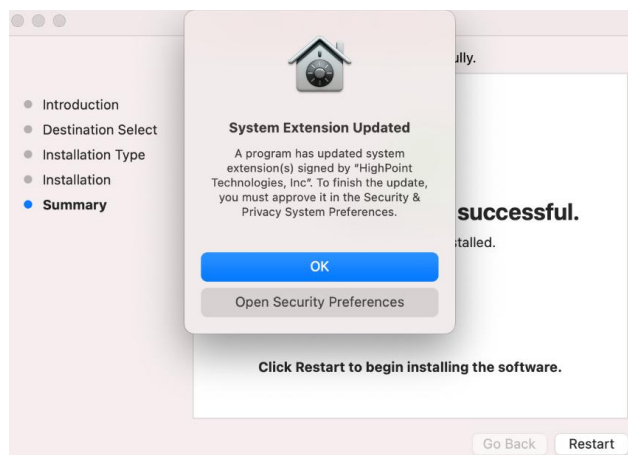 ully.
Introduction
Destination Select
Installation Type
Installation
Summary
System Extension Updated
A program has updated system
extension(s) signed by “HighPoint
Technologies, Inc”. To finish the update,
you must approve it in the Security &
Privacy System Preferences.
OK
Open Security Preferences
successful.
stalled.
Click Restart to begin installing the software.
Go Back Restart